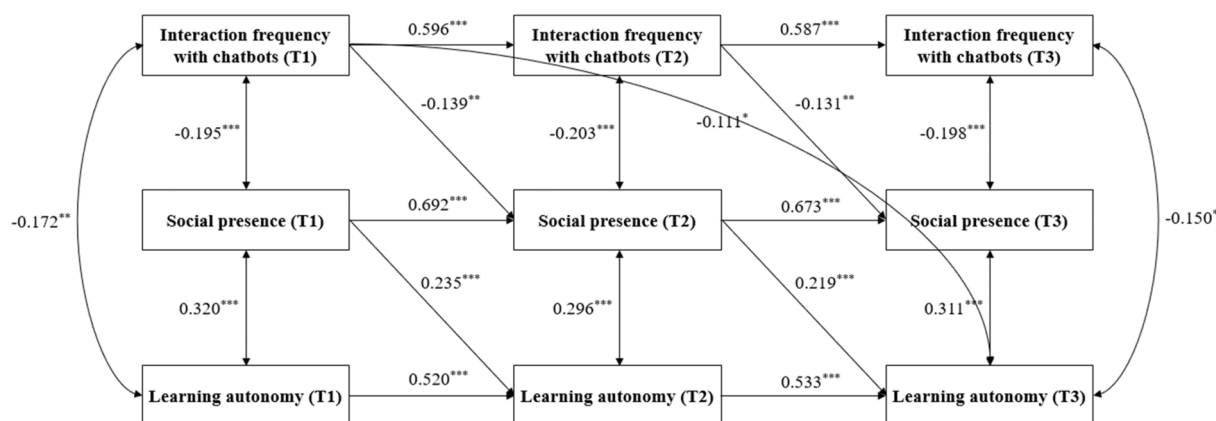 Interaction frequency
with chatbots (T1)
0.596***
Interaction frequency
with chatbots (T2)
0.587***
Interaction frequency
with chatbots (T3)
-0.139**
-0.131**
-0.111*
-0.195***
-0.203***
-0.198***
-0.172**
Social presence (T1)
0.692***
Social presence (T2)
0.673***
Social presence (T3)
-0.150*
0.235***
0.219***
0.320***
0.296***
0.311***
Learning autonomy (T1)
0.520***
Learning autonomy (T2)
0.533***
Learning autonomy (T3)